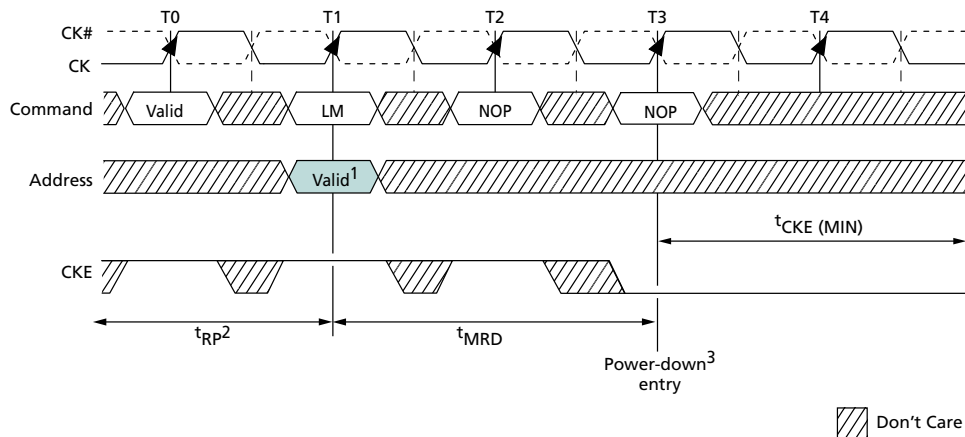 T0 T1 T2 T3 T4
CK#
CK
Command Valid LM NOP NOP
Address Valid1
tCKE (MIN)
CKE
tRP2 tMRD
Power-down3
entry
Don't Care